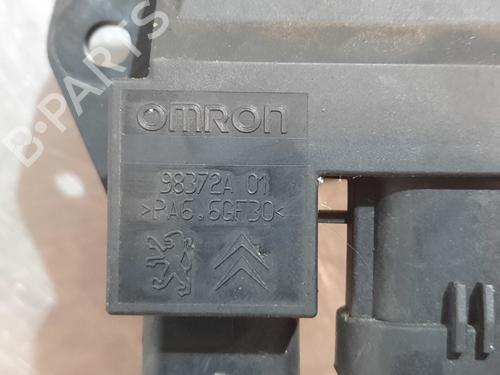 B-PARTS
OMRON
98372A 01
>PA6.6GF30<